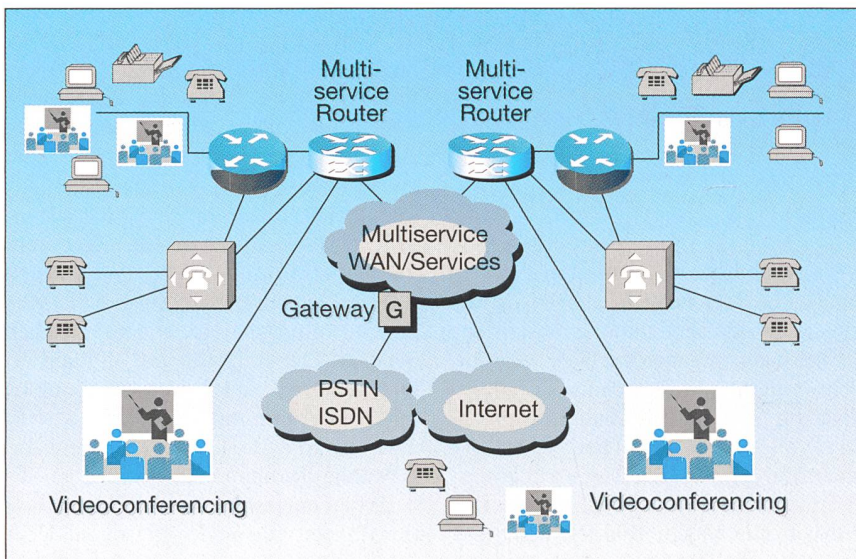 Multi-
service
Router
Multi-
service
Router
Multiservice
WAN/Services
Gateway
G
PSTN
ISDN
Internet
Videoconferencing
Videoconferencing